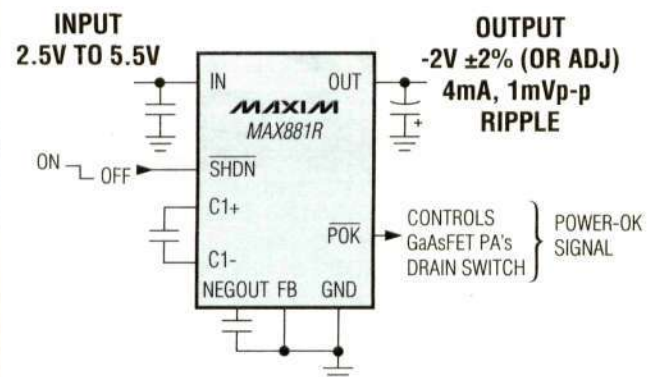 INPUT
2.5V TO 5.5V
OUTPUT
-2V ±2% (OR ADJ)
4mA, 1mVp-p
RIPPLE
IN
OUT
MAXIM
MAX881R
+
ON
OFF
SHDN
C1+
C1-
POK
CONTROLS
GaAsFET PA's
DRAIN SWITCH
POWER-OK
SIGNAL
NEGOUT FB GND